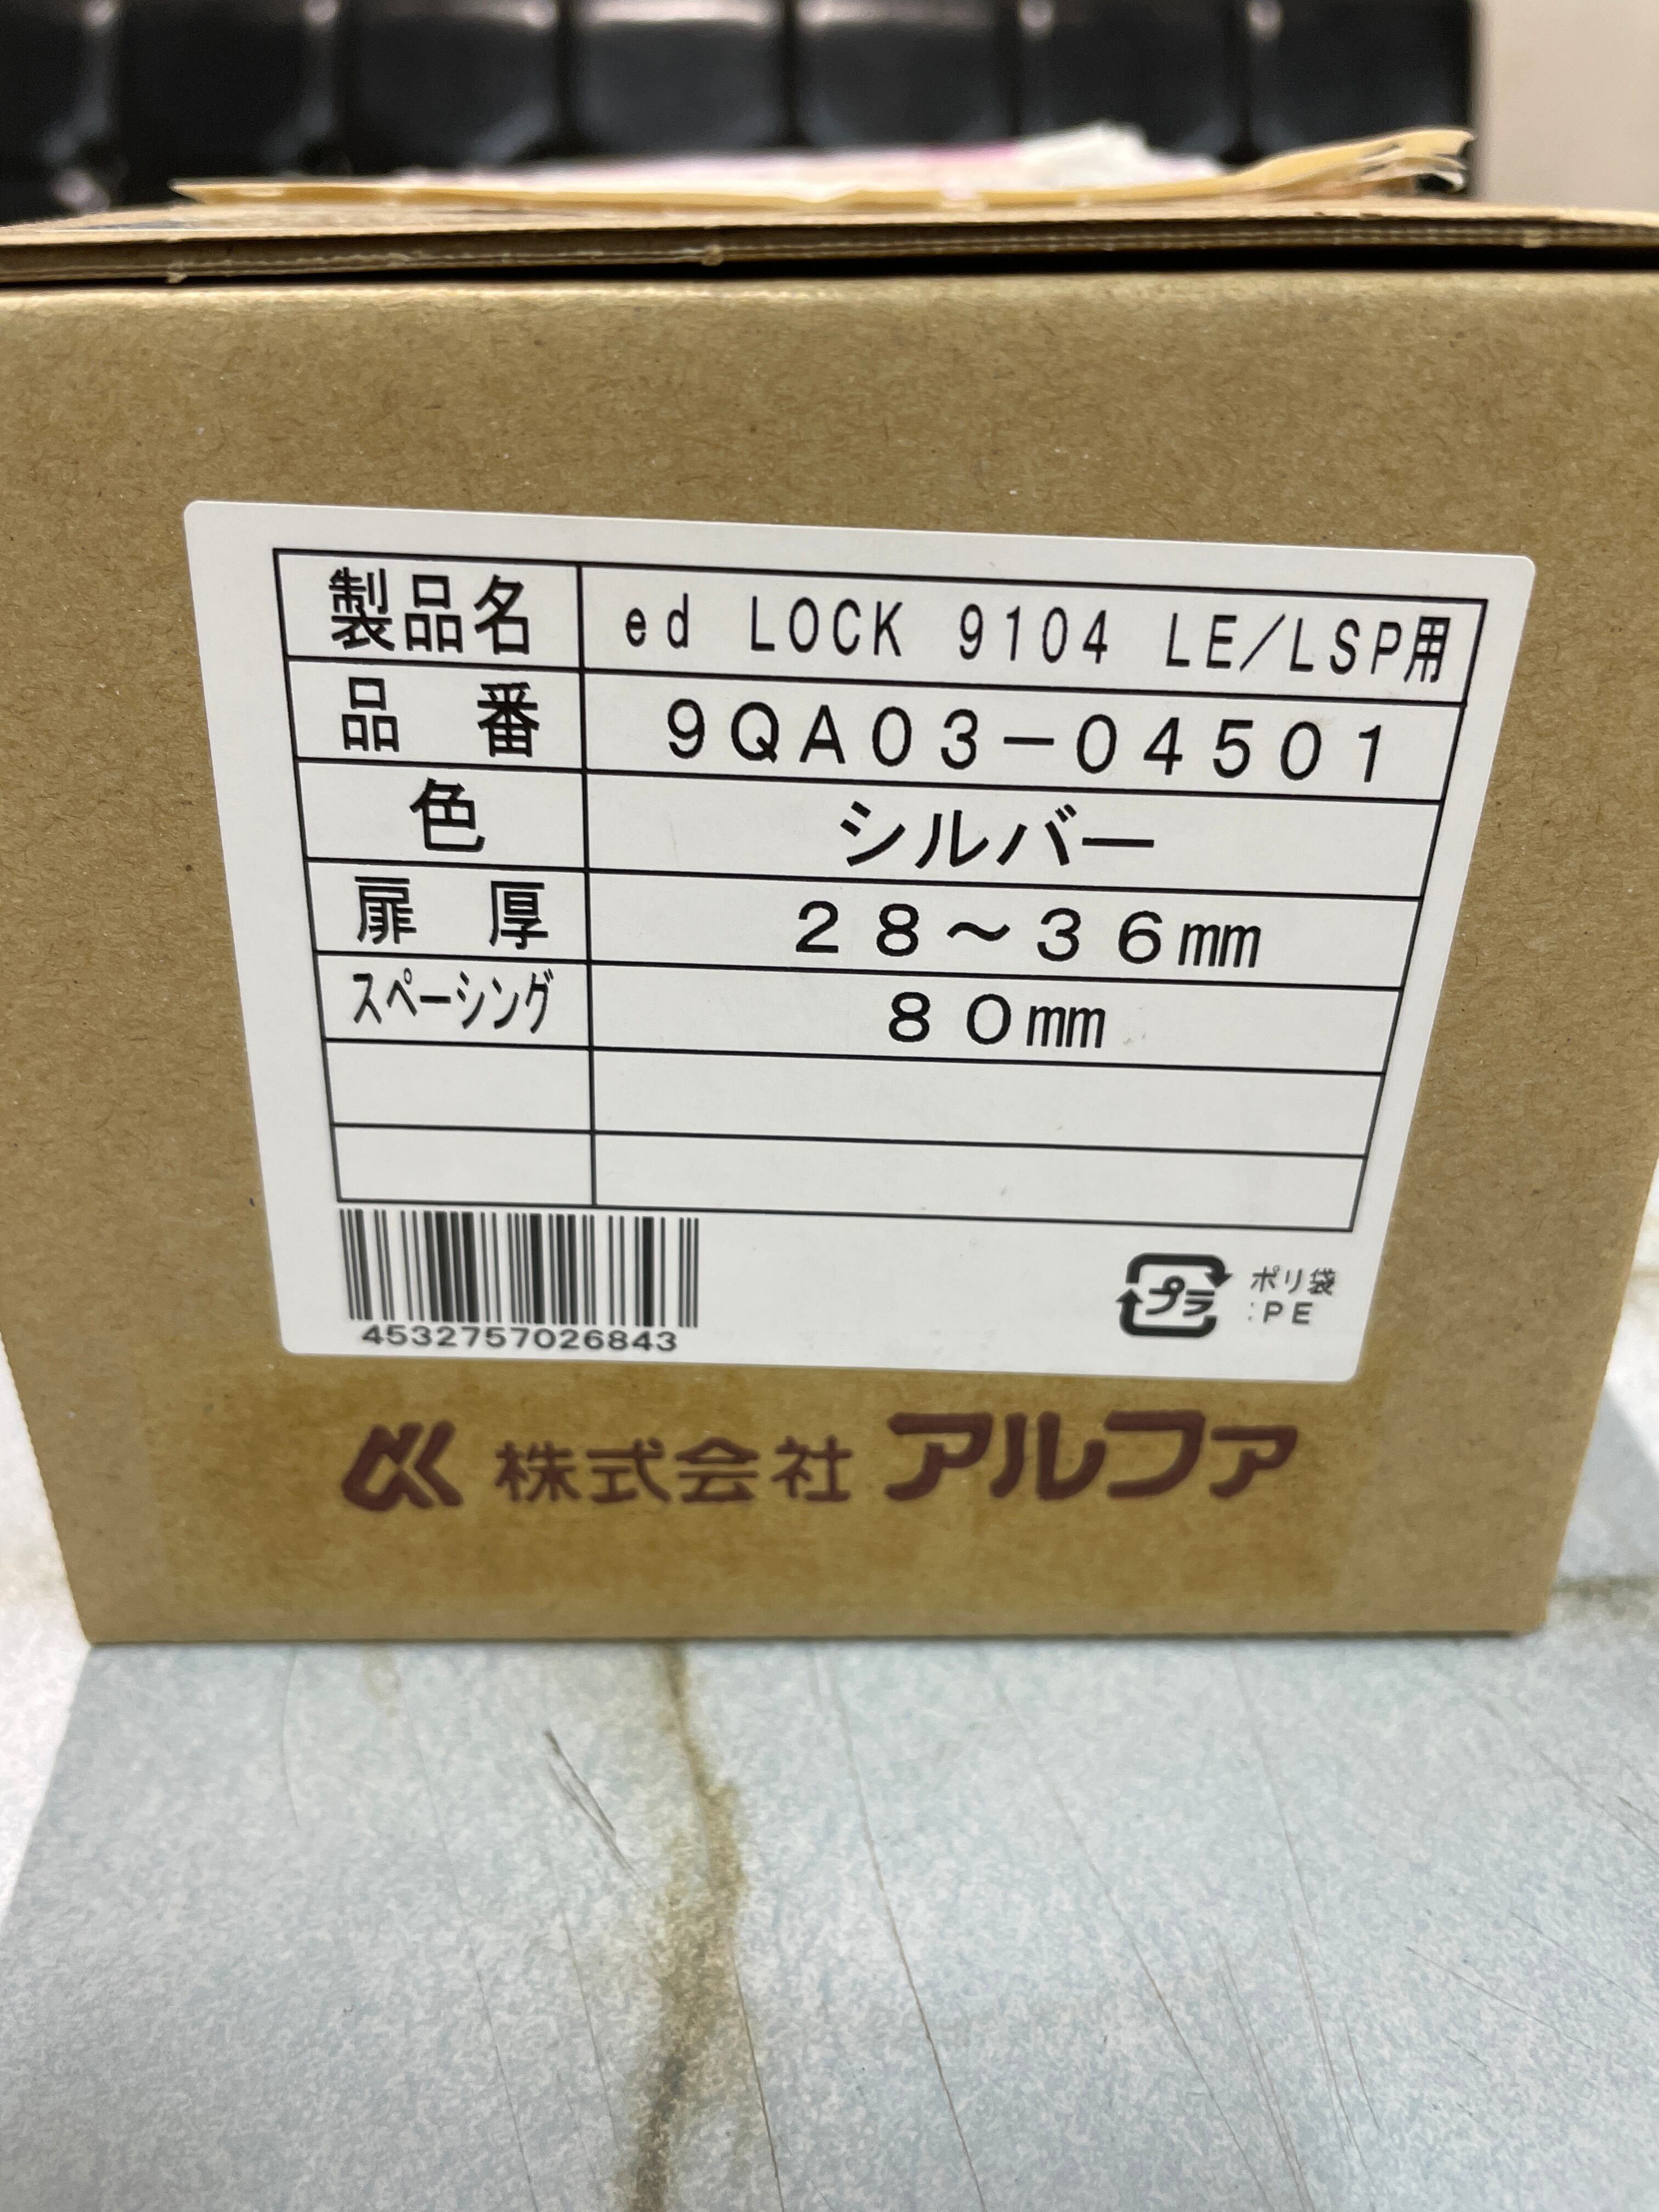 製品名 ed LOCK 9104 LE/LSP用
品番 9QA03-04501
色 シルバー
扉厚 28~36mm
スペーシング 80mm
4532757026843
プラ ポリ袋
:PE
株式会社アルファ